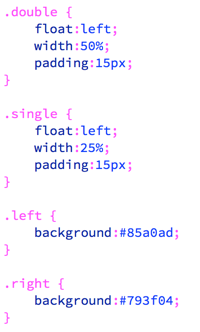 .double {
    float:left;
    width:50%;
    padding:15px;
}

.single {
    float:left;
    width:25%;
    padding:15px;
}

.left {
    background:#85a0ad;
}

.right {
    background:#793f04;
}